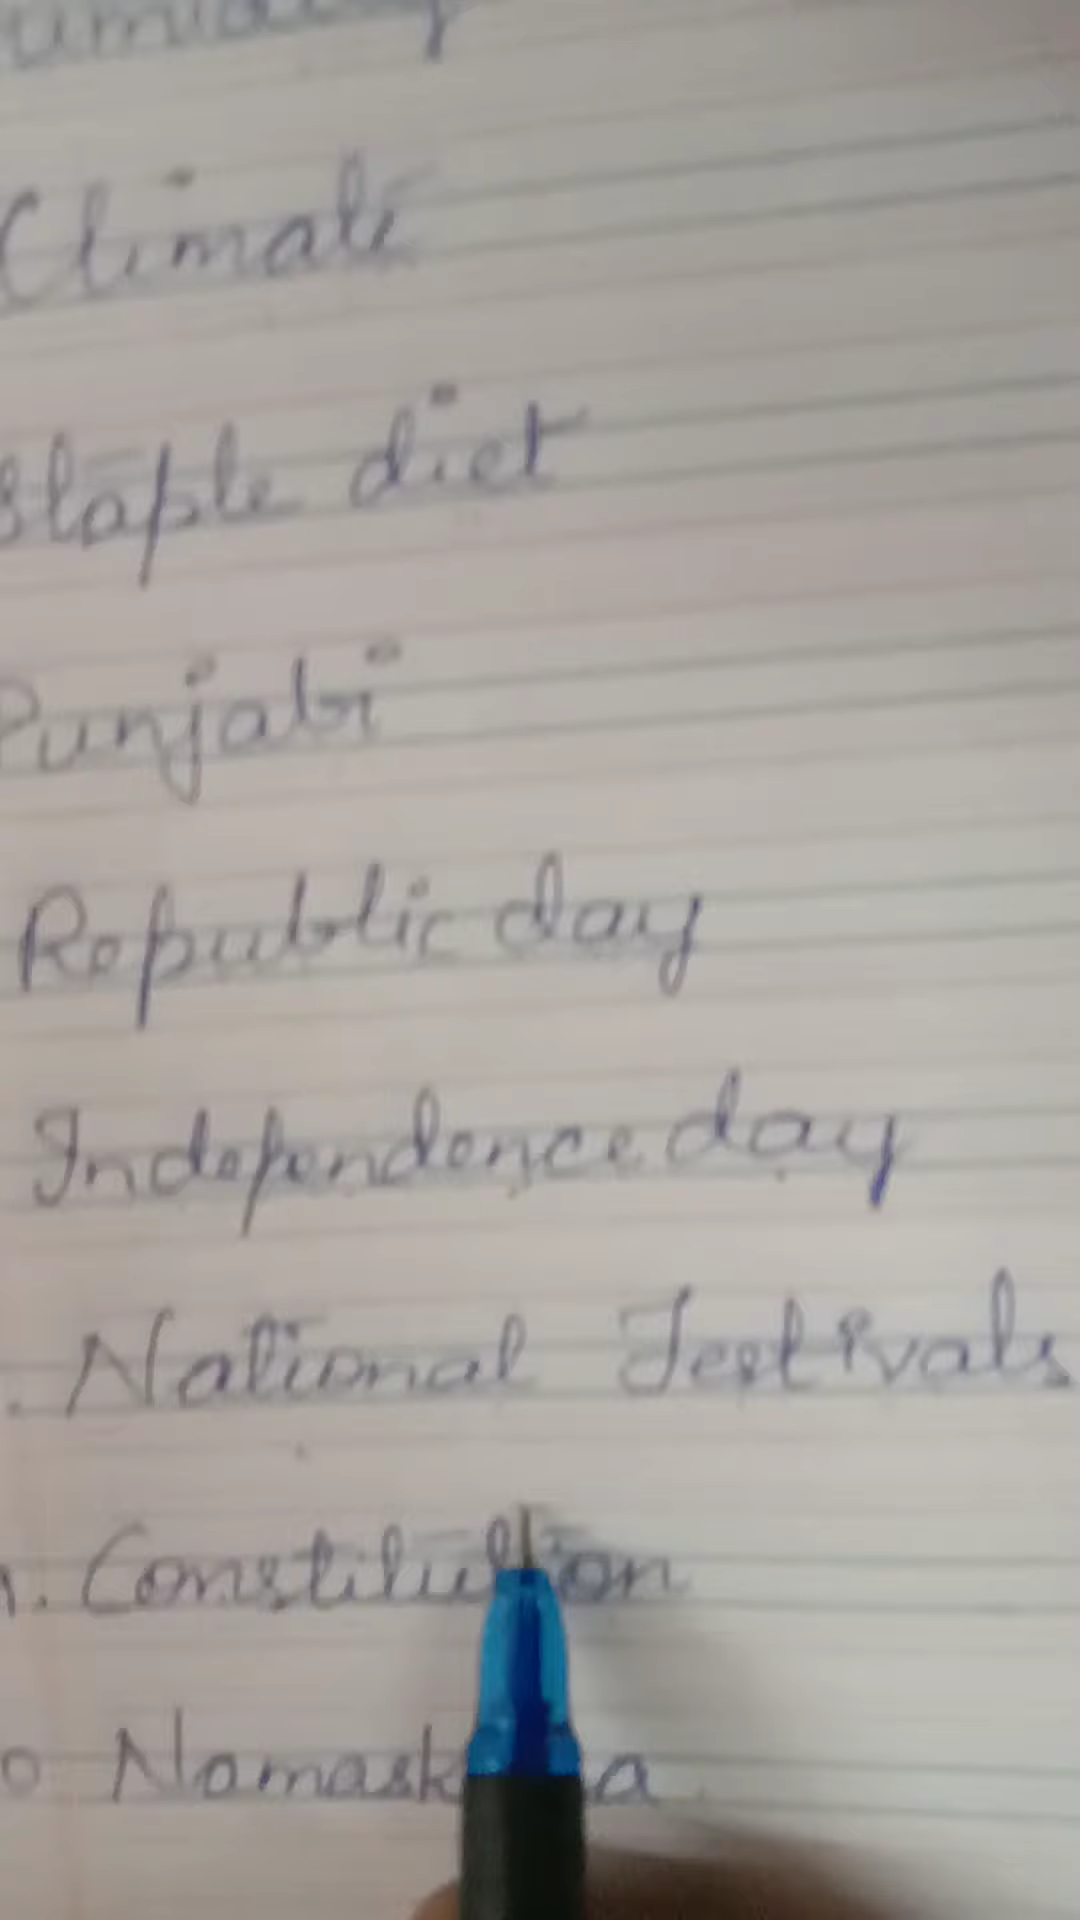 Climate
Staple diet
Punjabi
Republic day
Independence day
National Festivals
Constitution